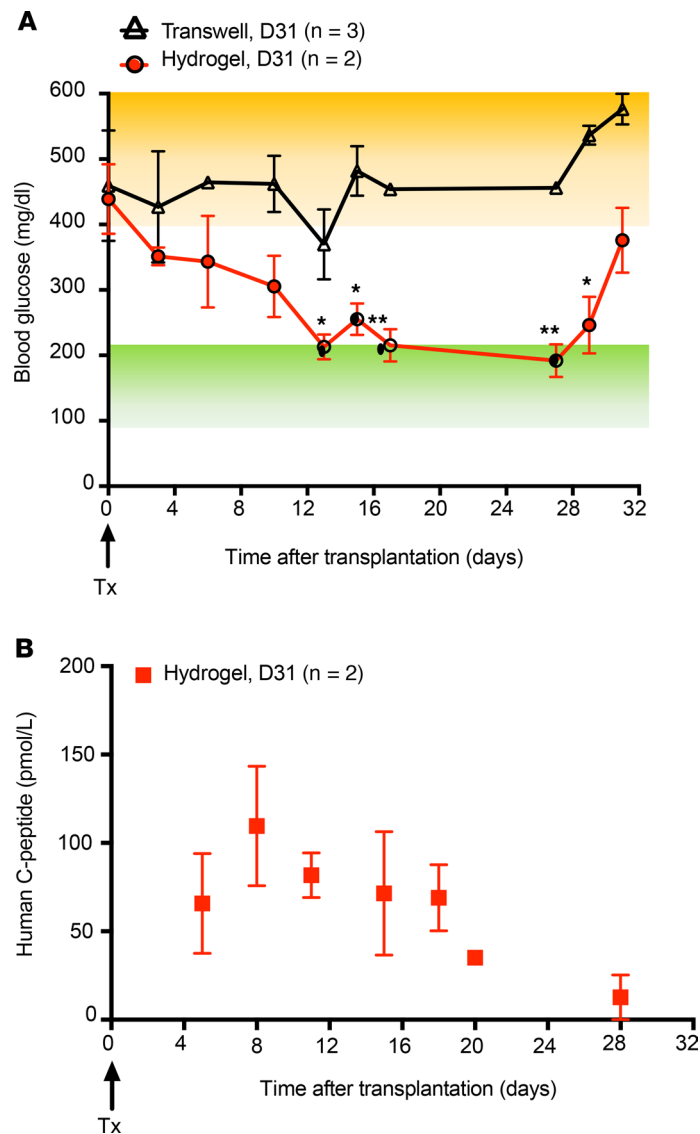 A
Transwell, D31 (n = 3)
Hydrogel, D31 (n = 2)
Blood glucose (mg/dl)
600
500
400
300
200
100
0
* * ** ** *
0 4 8 12 16 20 24 28 32
Time after transplantation (days)
Tx
B
Hydrogel, D31 (n = 2)
Human C-peptide (pmol/L)
200
150
100
50
0
0 4 8 12 16 20 24 28 32
Time after transplantation (days)
Tx